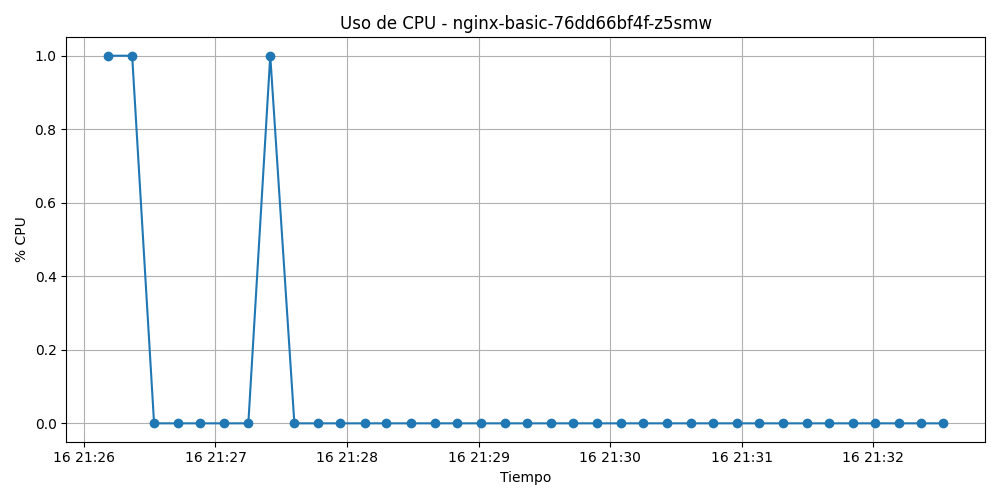 Uso de CPU - nginx-basic-76dd66bf4f-z5smw
1.0
0.8
0.6
0.4
0.2
0.0
% CPU
16 21:26 16 21:27 16 21:28 16 21:29 16 21:30 16 21:31 16 21:32
Tiempo